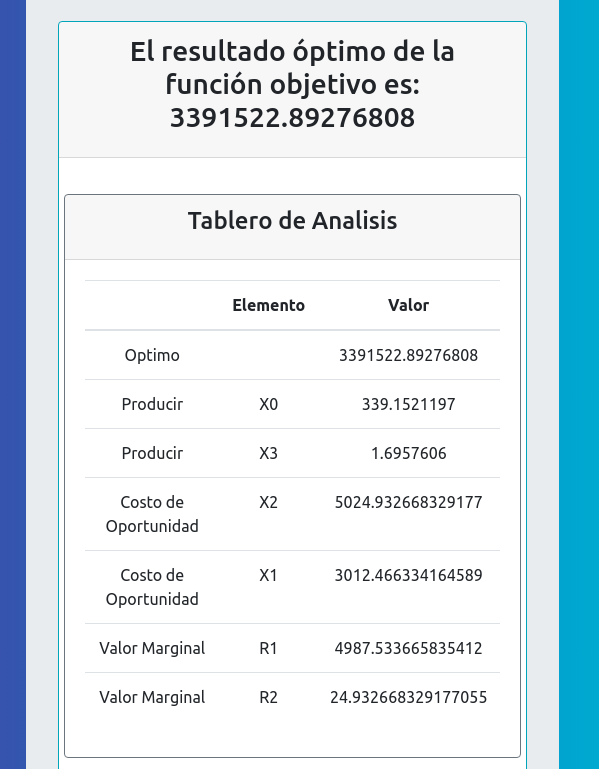 El resultado óptimo de la
función objetivo es:
3391522.89276808
Tablero de Analisis
Elemento Valor
Optimo 3391522.89276808
Producir X0 339.1521197
Producir X3 1.6957606
Costo de Oportunidad X2 5024.932668329177
Costo de Oportunidad X1 3012.466334164589
Valor Marginal R1 4987.533665835412
Valor Marginal R2 24.932668329177055